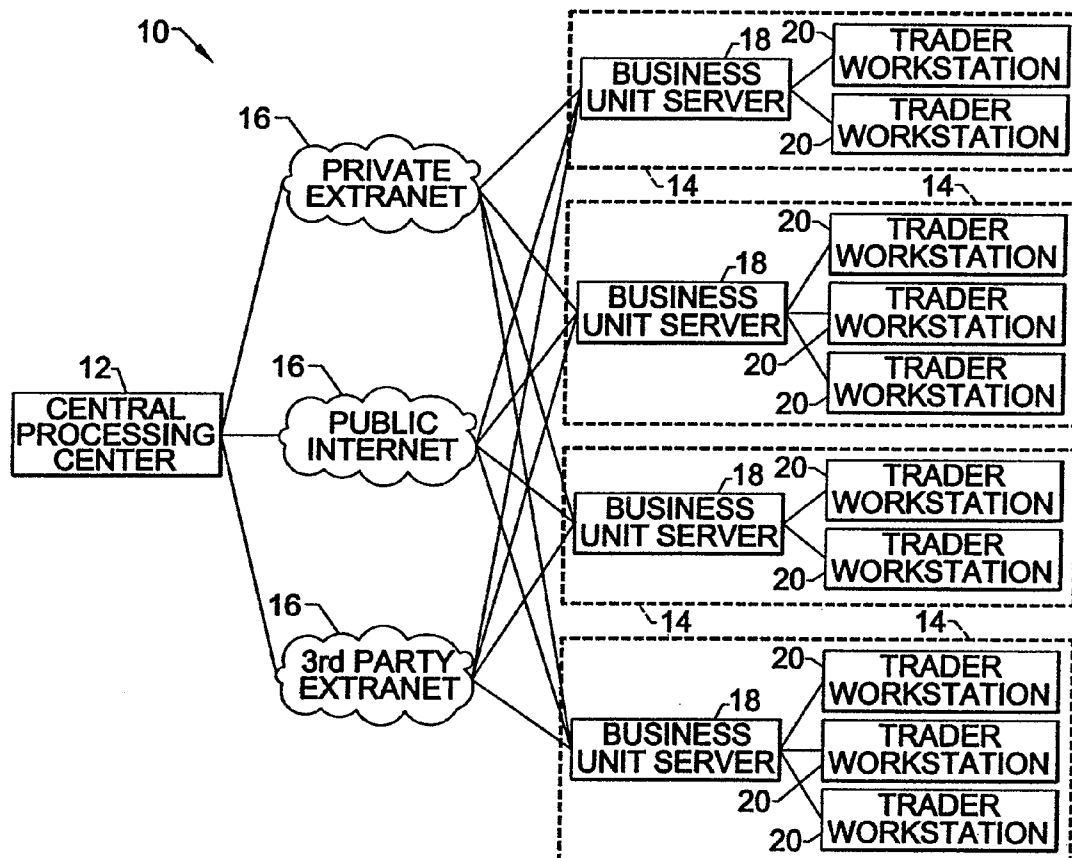 10
12
CENTRAL
PROCESSING
CENTER
16
PRIVATE
EXTRANET
16
PUBLIC
INTERNET
16
3rd PARTY
EXTRANET
18
BUSINESS
UNIT SERVER
20
TRADER
WORKSTATION
TRADER
WORKSTATION
20
14
14
18
BUSINESS
UNIT SERVER
20
TRADER
WORKSTATION
TRADER
WORKSTATION
20
TRADER
WORKSTATION
20
18
BUSINESS
UNIT SERVER
20
TRADER
WORKSTATION
TRADER
WORKSTATION
20
14
14
18
BUSINESS
UNIT SERVER
20
TRADER
WORKSTATION
TRADER
WORKSTATION
20
TRADER
WORKSTATION
20